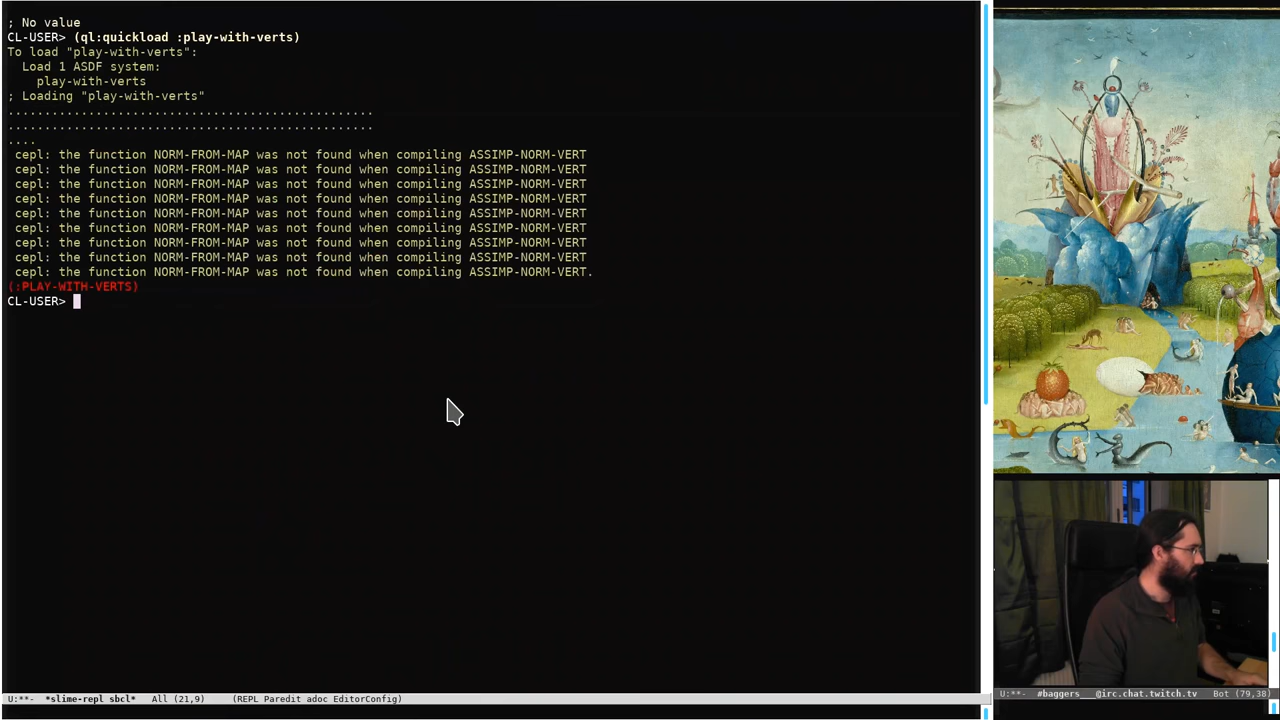 ; No value
CL-USER> (ql:quickload :play-with-verts)
To load "play-with-verts":
  Load 1 ASDF system:
    play-with-verts
; Loading "play-with-verts"
..................................................
..................................................
....
 cepl: the function NORM-FROM-MAP was not found when compiling ASSIMP-NORM-VERT
 cepl: the function NORM-FROM-MAP was not found when compiling ASSIMP-NORM-VERT
 cepl: the function NORM-FROM-MAP was not found when compiling ASSIMP-NORM-VERT
 cepl: the function NORM-FROM-MAP was not found when compiling ASSIMP-NORM-VERT
 cepl: the function NORM-FROM-MAP was not found when compiling ASSIMP-NORM-VERT
 cepl: the function NORM-FROM-MAP was not found when compiling ASSIMP-NORM-VERT
 cepl: the function NORM-FROM-MAP was not found when compiling ASSIMP-NORM-VERT
 cepl: the function NORM-FROM-MAP was not found when compiling ASSIMP-NORM-VERT
 cepl: the function NORM-FROM-MAP was not found when compiling ASSIMP-NORM-VERT.
(:PLAY-WITH-VERTS)
CL-USER>
U:**-  *slime-repl sbcl*   All (21,9)    (REPL Paredit adoc EditorConfig)
U:**-  #baggers___@irc.chat.twitch.tv   Bot (79,38)